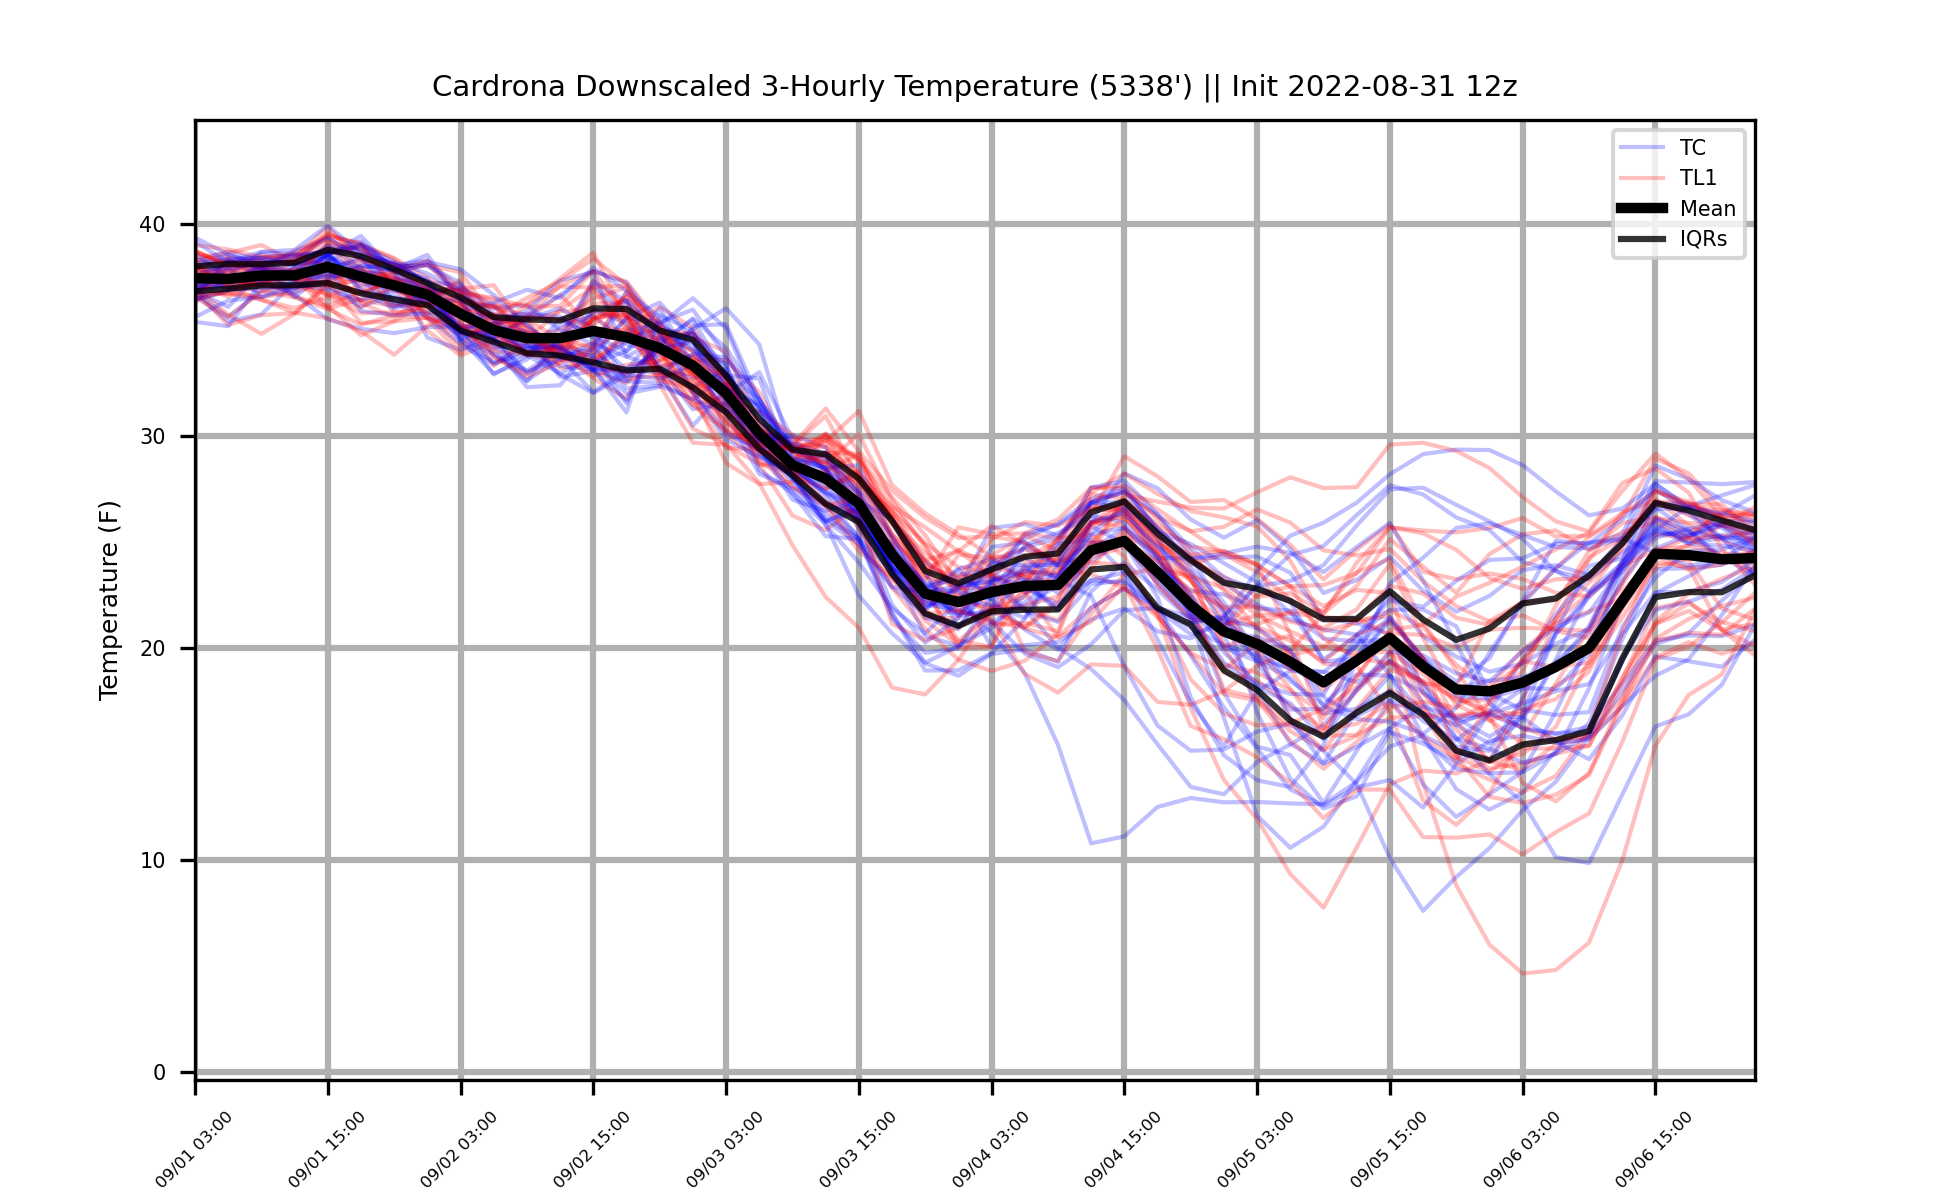 Cardrona Downscaled 3-Hourly Temperature (5338') || Init 2022-08-31 12z
TC
TL1
Mean
IQRs
Temperature (F)
40
30
20
10
0
09/01 03:00
09/01 15:00
09/02 03:00
09/02 15:00
09/03 03:00
09/03 15:00
09/04 03:00
09/04 15:00
09/05 03:00
09/05 15:00
09/06 03:00
09/06 15:00